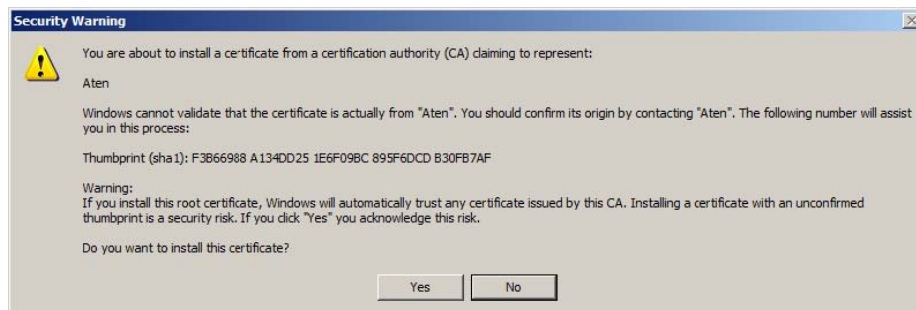 Security Warning
You are about to install a certificate from a certification authority (CA) claiming to represent:
Aten
Windows cannot validate that the certificate is actually from "Aten". You should confirm its origin by contacting "Aten". The following number will assist
you in this process:
Thumbprint (sha1): F3B66988 A134DD25 1E6F09BC 895F6DCD B30FB7AF
Warning:
If you install this root certificate, Windows will automatically trust any certificate issued by this CA. Installing a certificate with an unconfirmed
thumbprint is a security risk. If you click "Yes" you acknowledge this risk.
Do you want to install this certificate?
Yes
No